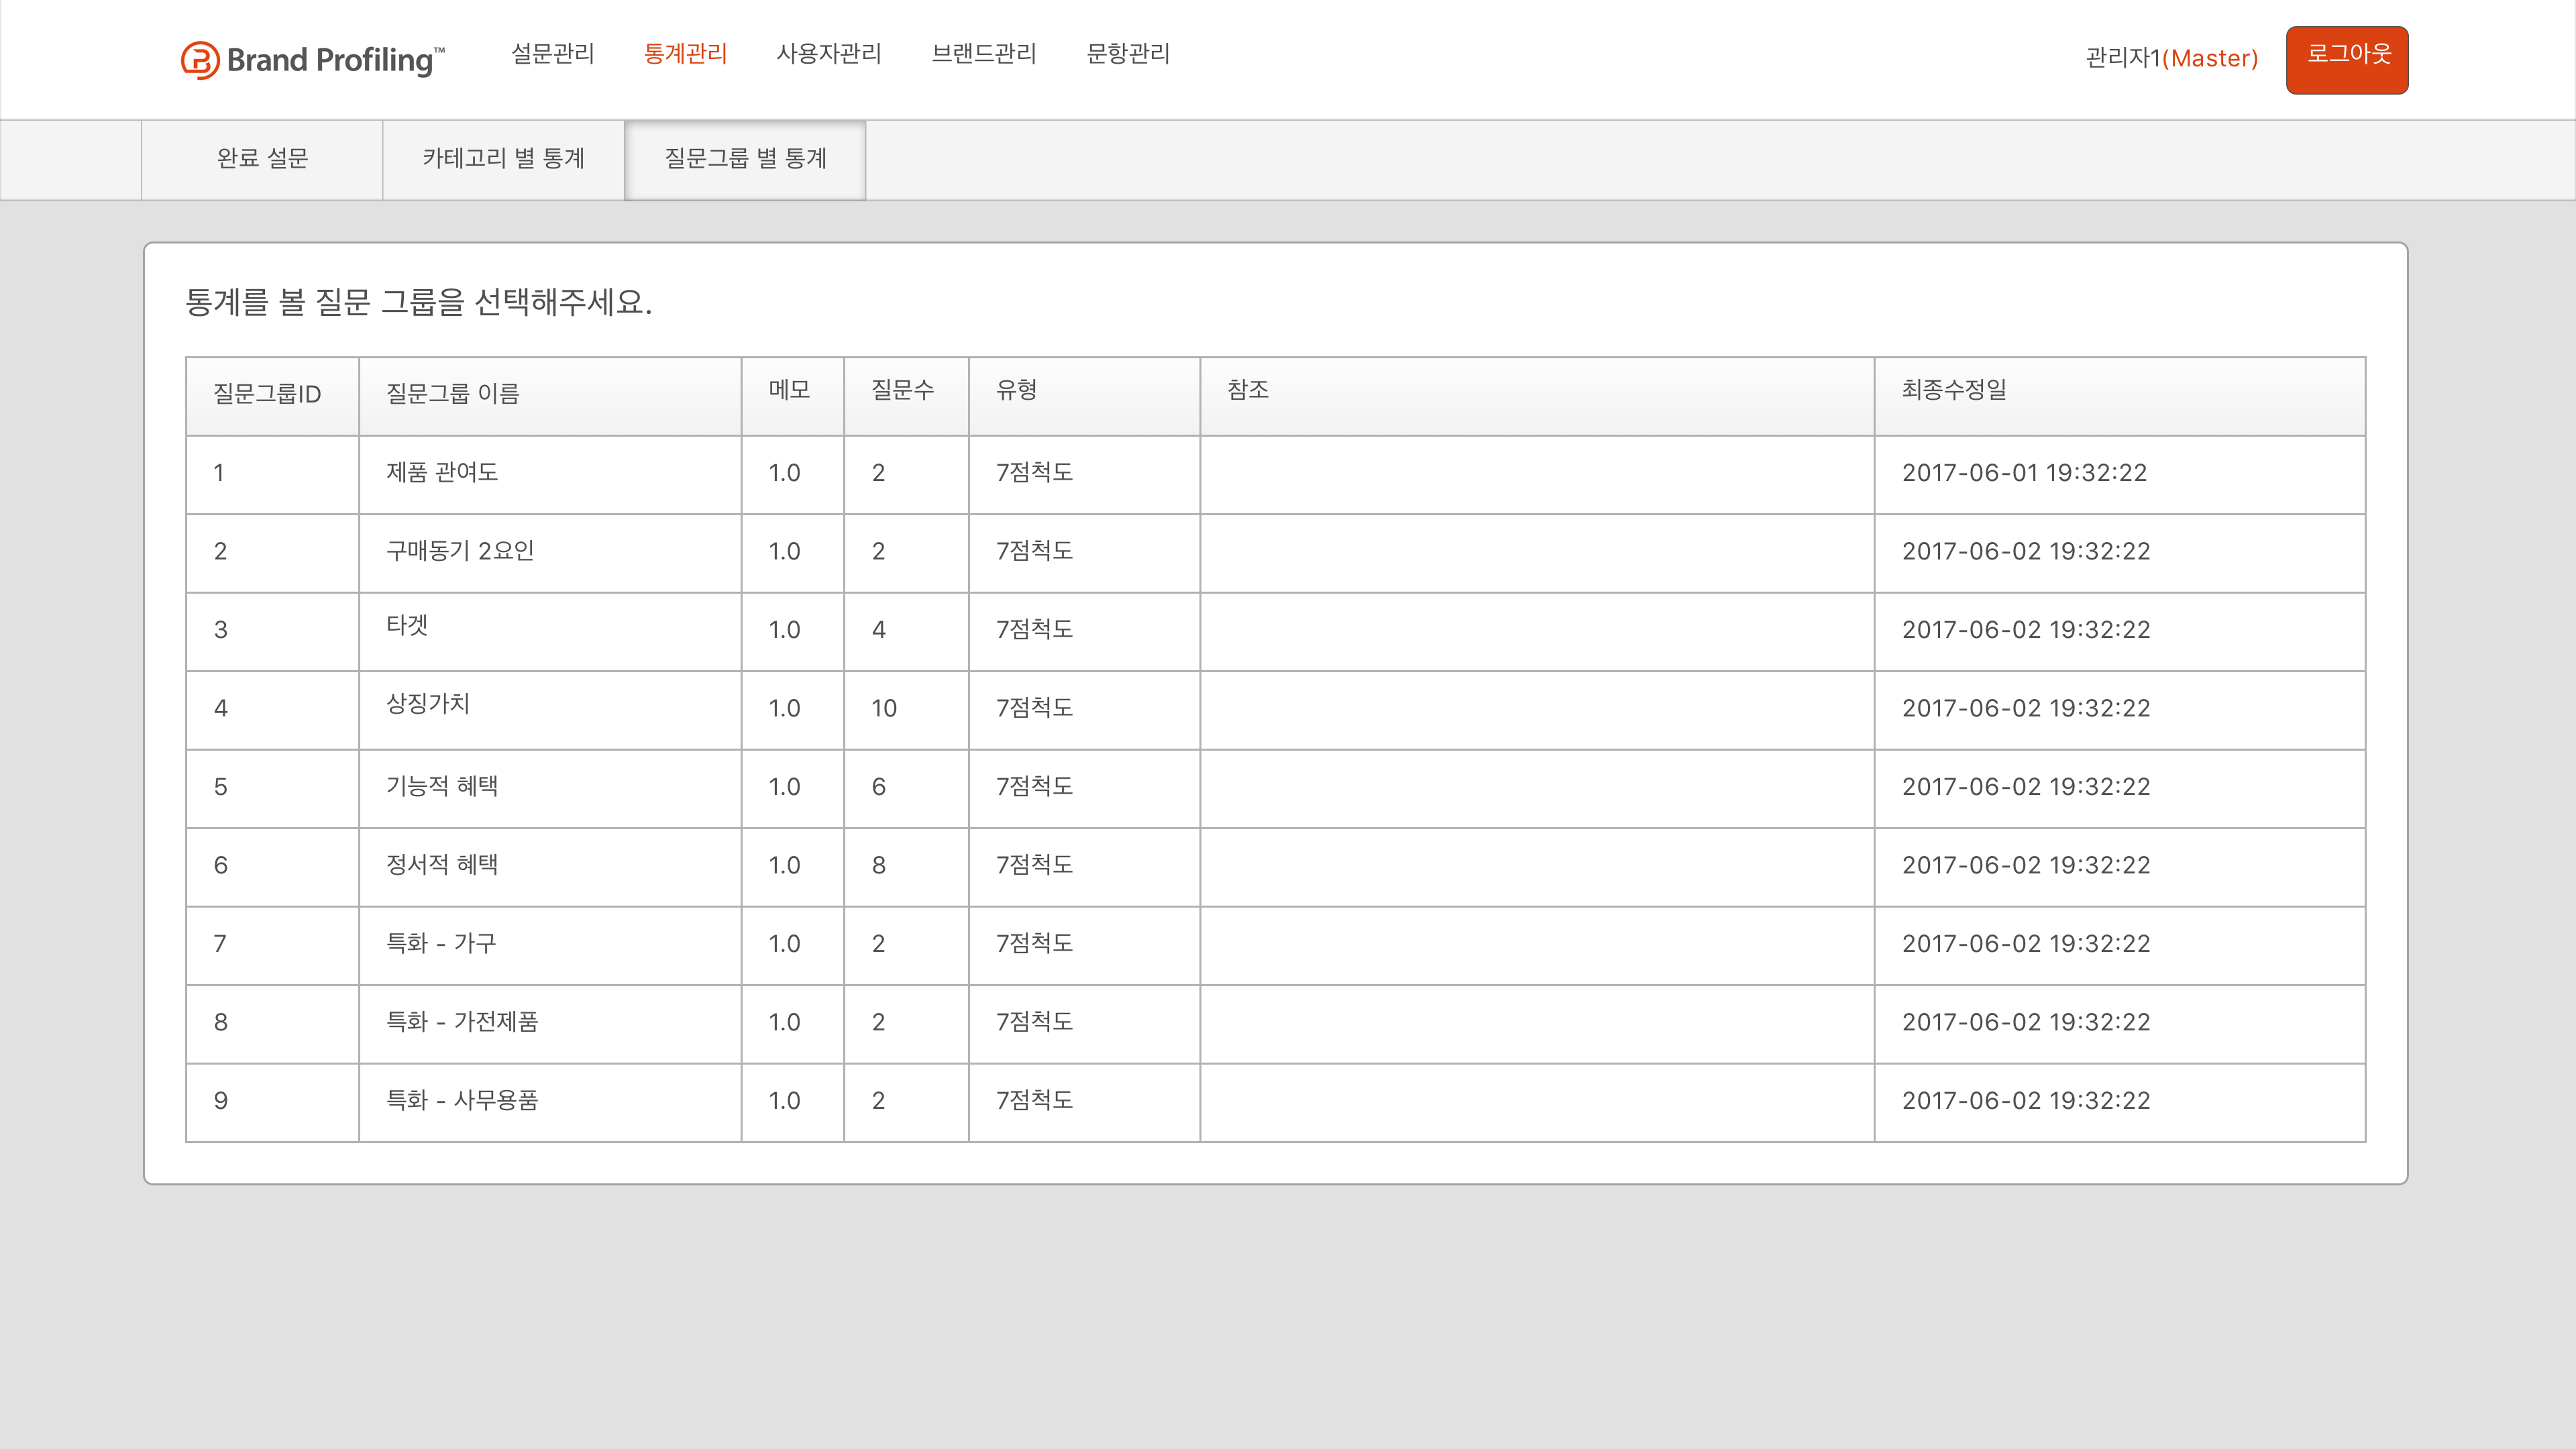 Brand Profiling™ 설문관리 통계관리 사용자관리 브랜드관리 문항관리 관리자1(Master) 로그아웃
완료 설문 카테고리 별 통계 질문그룹 별 통계
통계를 볼 질문 그룹을 선택해주세요.
질문그룹ID 질문그룹 이름 메모 질문수 유형 참조 최종수정일
1 제품 관여도 1.0 2 7점척도 2017-06-01 19:32:22
2 구매동기 2요인 1.0 2 7점척도 2017-06-02 19:32:22
3 타겟 1.0 4 7점척도 2017-06-02 19:32:22
4 상징가치 1.0 10 7점척도 2017-06-02 19:32:22
5 기능적 혜택 1.0 6 7점척도 2017-06-02 19:32:22
6 정서적 혜택 1.0 8 7점척도 2017-06-02 19:32:22
7 특화 - 가구 1.0 2 7점척도 2017-06-02 19:32:22
8 특화 - 가전제품 1.0 2 7점척도 2017-06-02 19:32:22
9 특화 - 사무용품 1.0 2 7점척도 2017-06-02 19:32:22